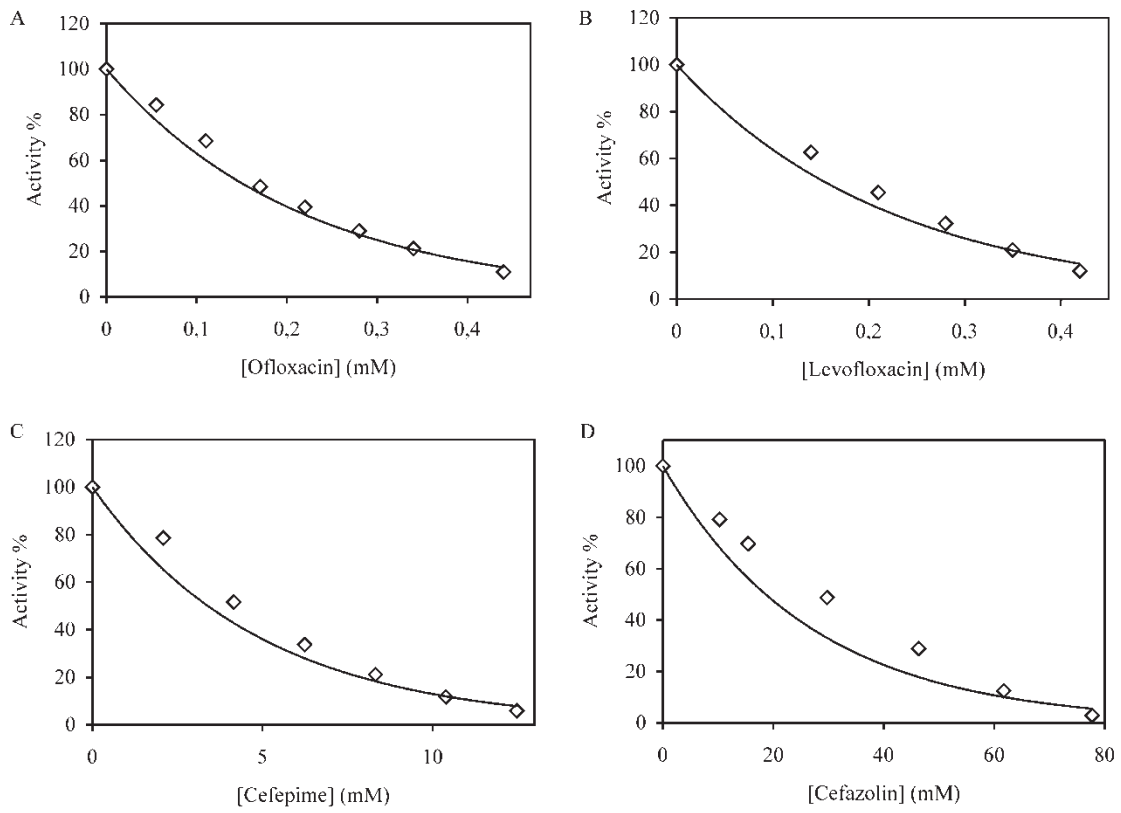 A
120
100
80
60
40
20
0
Activity %
0 0,1 0,2 0,3 0,4
[Ofloxacin] (mM)
B
120
100
80
60
40
20
0
Activity %
0 0,1 0,2 0,3 0,4
[Levofloxacin] (mM)
C
120
100
80
60
40
20
0
Activity %
0 5 10
[Cefepime] (mM)
D
100
80
60
40
20
0
Activity %
0 20 40 60 80
[Cefazolin] (mM)